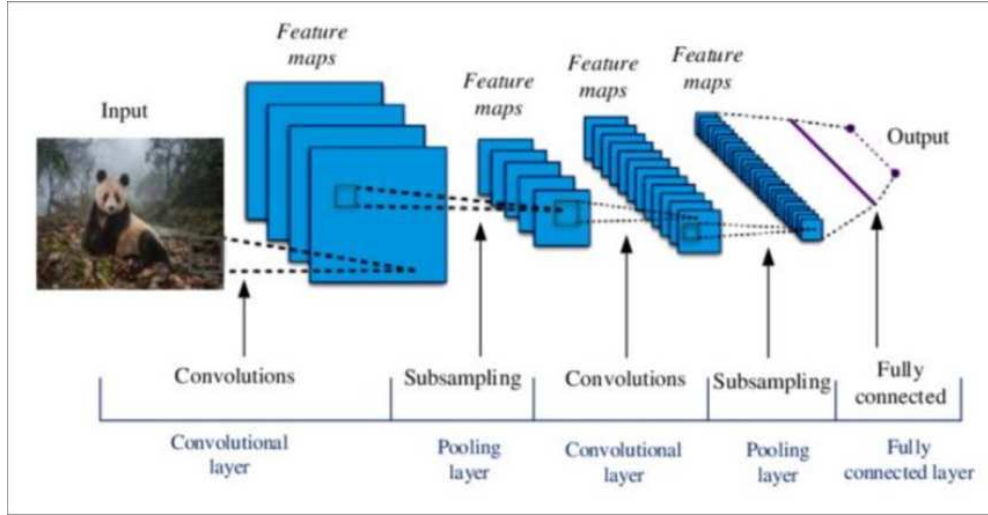 Feature
maps
Feature
maps
Feature
maps
Feature
maps
Input
Output
Convolutions
Subsampling
Convolutions
Subsampling
Fully
connected
Convolutional
layer
Pooling
layer
Convolutional
layer
Pooling
layer
Fully
connected layer